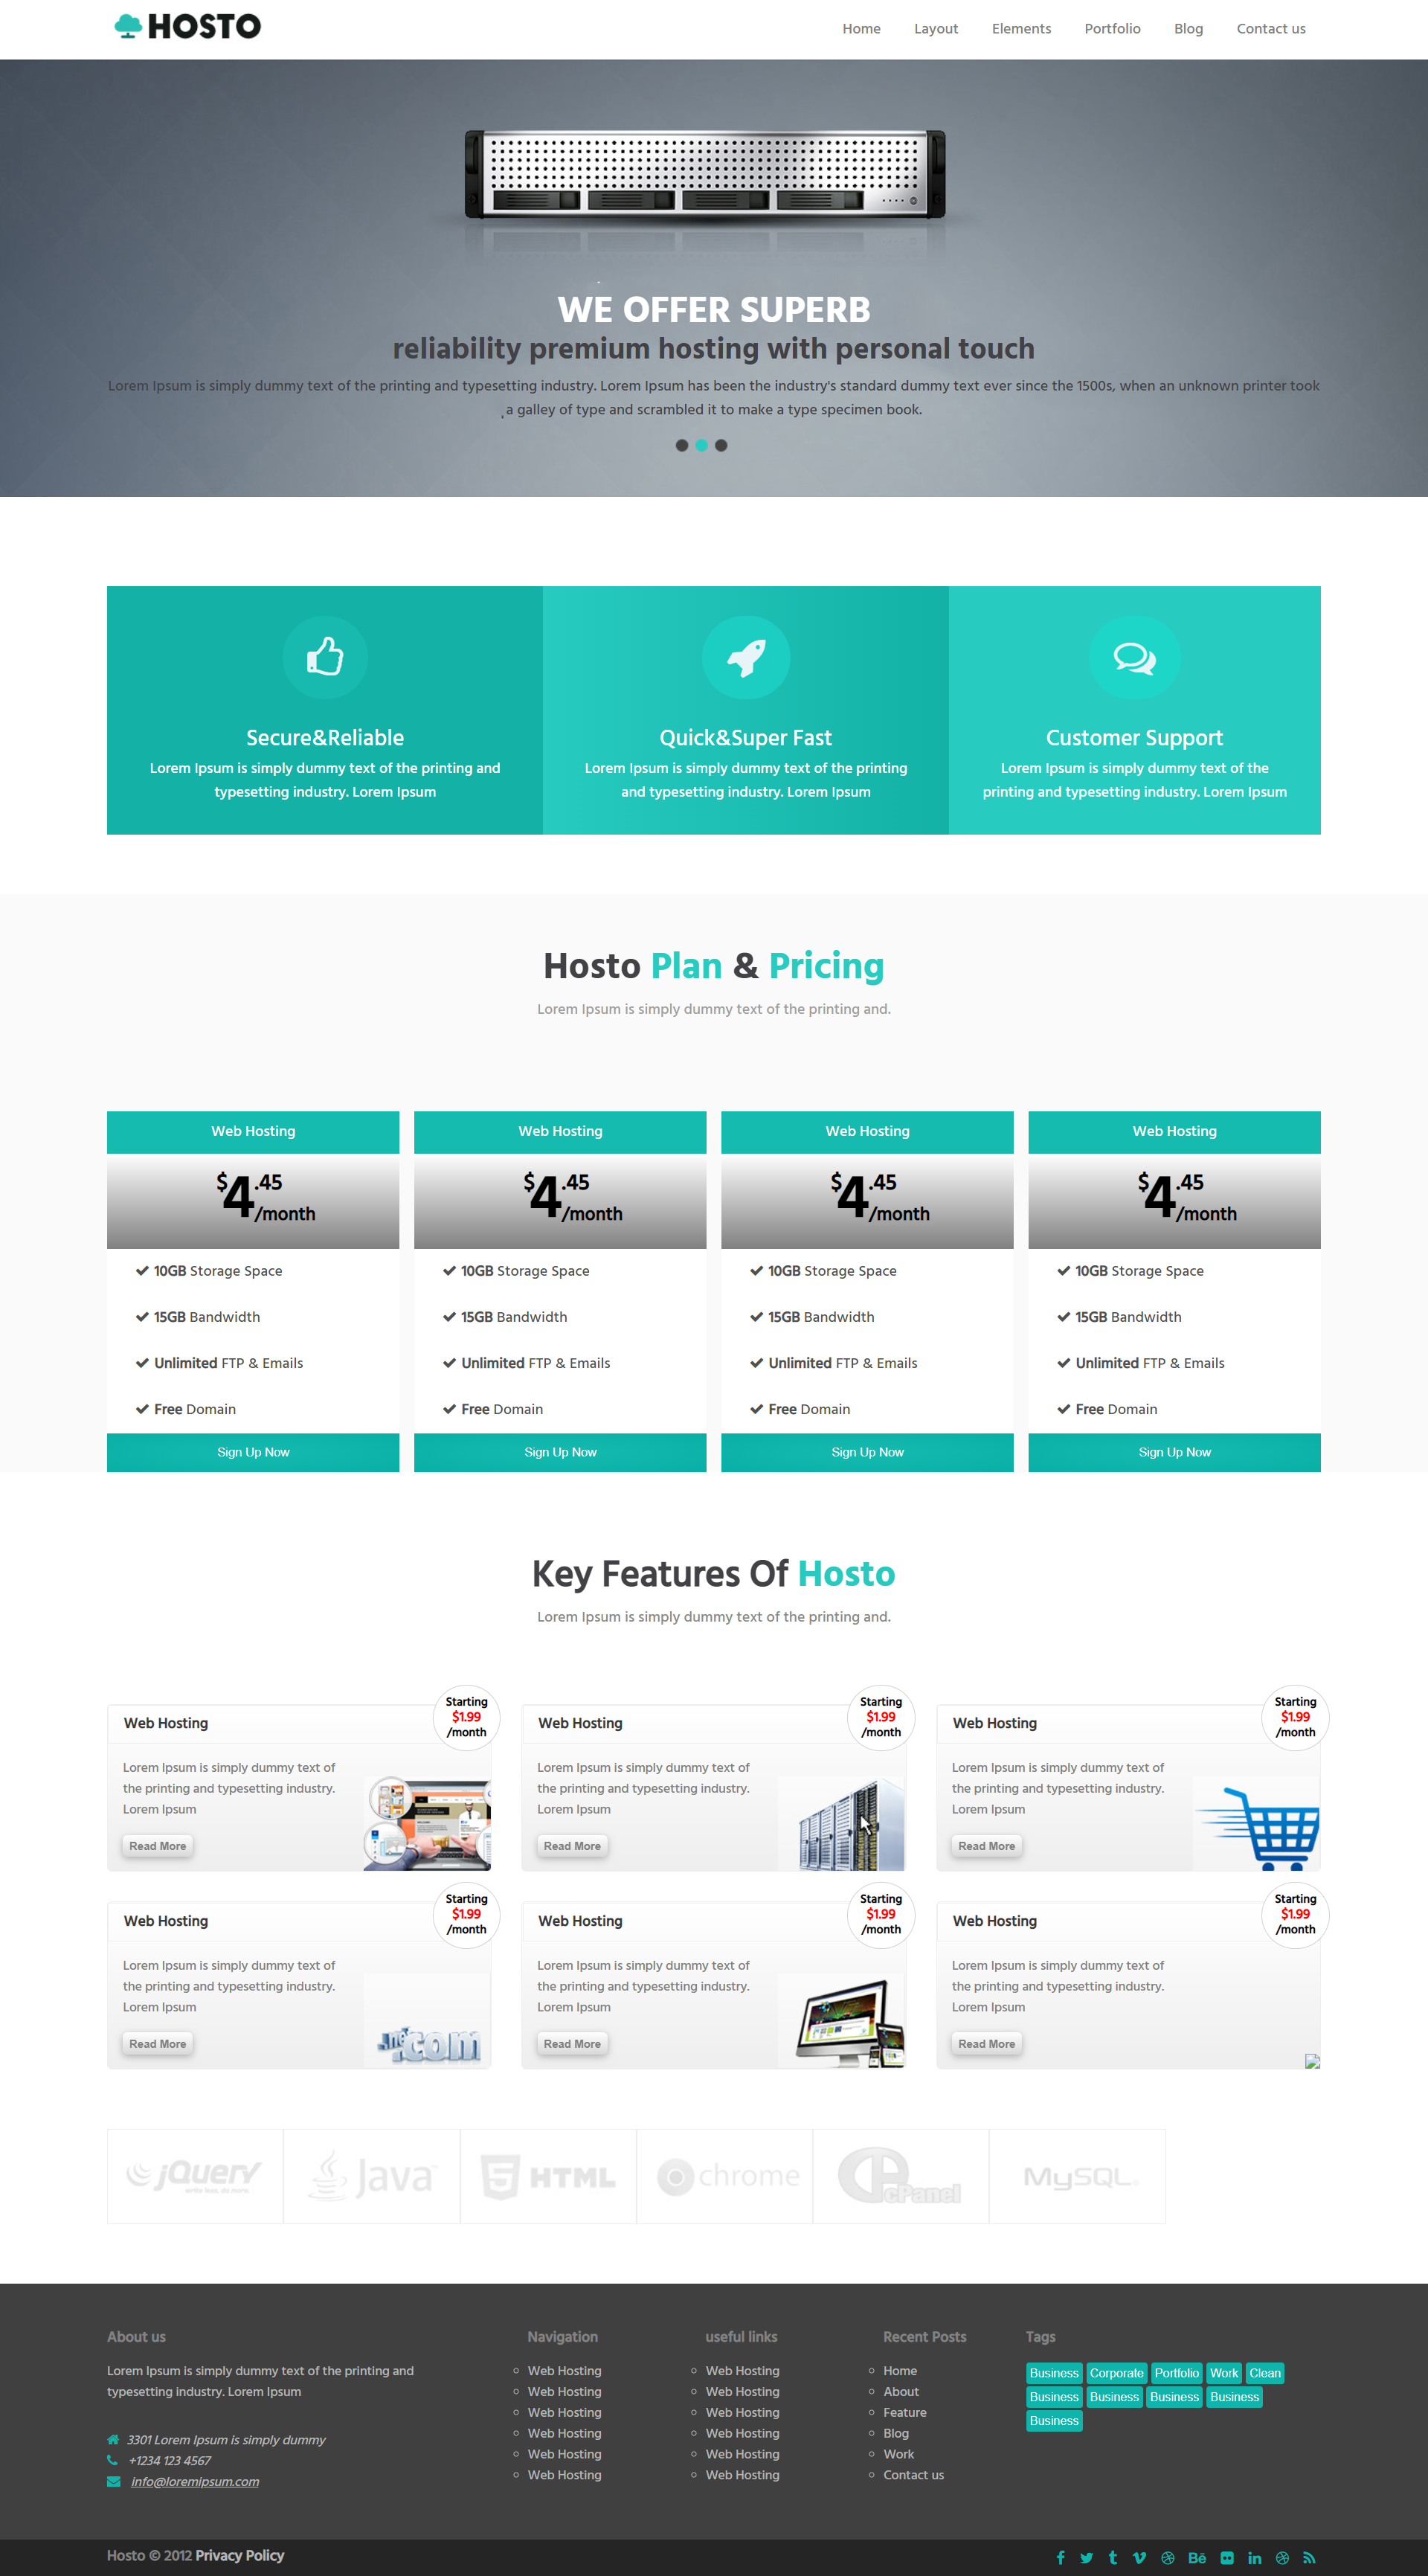 HOSTO
Home Layout Elements Portfolio Blog Contact us
WE OFFER SUPERB
reliability premium hosting with personal touch
Lorem Ipsum is simply dummy text of the printing and typesetting industry. Lorem Ipsum has been the industry's standard dummy text ever since the 1500s, when an unknown printer took
a galley of type and scrambled it to make a type specimen book.
Secure&Reliable
Lorem Ipsum is simply dummy text of the printing and
typesetting industry. Lorem Ipsum
Quick&Super Fast
Lorem Ipsum is simply dummy text of the printing
and typesetting industry. Lorem Ipsum
Customer Support
Lorem Ipsum is simply dummy text of the
printing and typesetting industry. Lorem Ipsum
Hosto Plan & Pricing
Lorem Ipsum is simply dummy text of the printing and.
Web Hosting
$4.45
/month
10GB Storage Space
15GB Bandwidth
Unlimited FTP & Emails
Free Domain
Sign Up Now
Web Hosting
$4.45
/month
10GB Storage Space
15GB Bandwidth
Unlimited FTP & Emails
Free Domain
Sign Up Now
Web Hosting
$4.45
/month
10GB Storage Space
15GB Bandwidth
Unlimited FTP & Emails
Free Domain
Sign Up Now
Web Hosting
$4.45
/month
10GB Storage Space
15GB Bandwidth
Unlimited FTP & Emails
Free Domain
Sign Up Now
Key Features Of Hosto
Lorem Ipsum is simply dummy text of the printing and.
Web Hosting
Starting
$1.99
/month
Lorem Ipsum is simply dummy text of
the printing and typesetting industry.
Lorem Ipsum
Read More
Web Hosting
Starting
$1.99
/month
Lorem Ipsum is simply dummy text of
the printing and typesetting industry.
Lorem Ipsum
Read More
Web Hosting
Starting
$1.99
/month
Lorem Ipsum is simply dummy text of
the printing and typesetting industry.
Lorem Ipsum
Read More
Web Hosting
Starting
$1.99
/month
Lorem Ipsum is simply dummy text of
the printing and typesetting industry.
Lorem Ipsum
Read More
.net
.com
Web Hosting
Starting
$1.99
/month
Lorem Ipsum is simply dummy text of
the printing and typesetting industry.
Lorem Ipsum
Read More
Web Hosting
Starting
$1.99
/month
Lorem Ipsum is simply dummy text of
the printing and typesetting industry.
Lorem Ipsum
Read More
jQuery
write less, do more.
Java™
5 HTML
chrome
cPanel
MySQL
About us
Lorem Ipsum is simply dummy text of the printing and
typesetting industry. Lorem Ipsum
3301 Lorem Ipsum is simply dummy
+1234 123 4567
info@loremipsum.com
Navigation
Web Hosting
Web Hosting
Web Hosting
Web Hosting
Web Hosting
Web Hosting
useful links
Web Hosting
Web Hosting
Web Hosting
Web Hosting
Web Hosting
Web Hosting
Recent Posts
Home
About
Feature
Blog
Work
Contact us
Tags
Business Corporate Portfolio Work Clean
Business Business Business Business
Business
Hosto © 2012 Privacy Policy